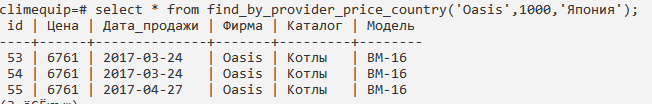 climequip=# select * from find_by_provider_price_country('Oasis',1000,'Япония');
id | Цена | Дата_продажи | Фирма | Каталог | Модель
----+------+--------------+-------+---------+--------
53 | 6761 | 2017-03-24 | Oasis | Котлы | BM-16
54 | 6761 | 2017-03-24 | Oasis | Котлы | BM-16
55 | 6761 | 2017-04-27 | Oasis | Котлы | BM-16